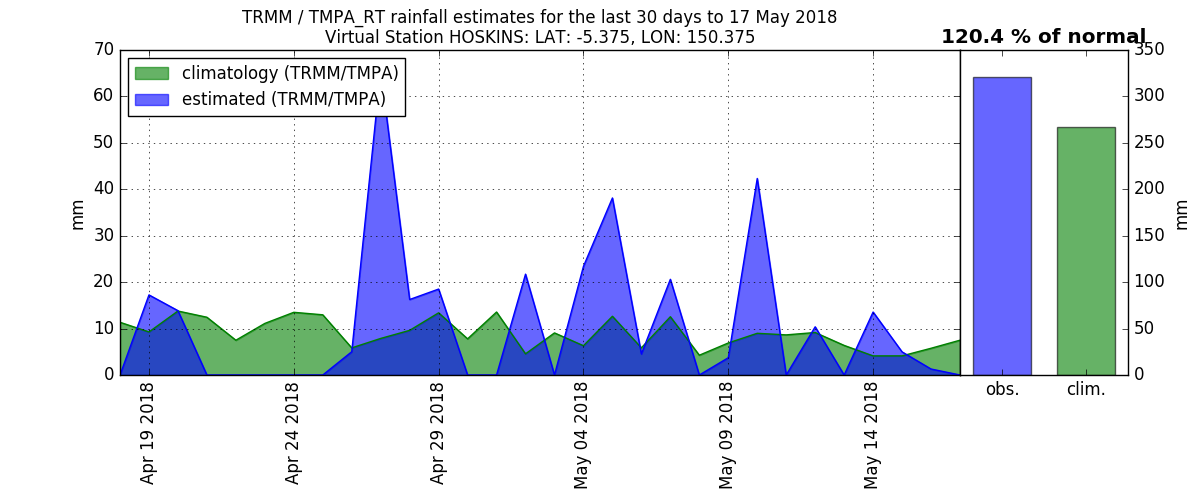 TRMM / TMPA_RT rainfall estimates for the last 30 days to 17 May 2018
Virtual Station HOSKINS: LAT: -5.375, LON: 150.375
120.4 % of normal
climatology (TRMM/TMPA)
estimated (TRMM/TMPA)
70
60
50
40
30
20
10
0
mm
Apr 19 2018
Apr 24 2018
Apr 29 2018
May 04 2018
May 09 2018
May 14 2018
350
300
250
200
150
100
50
0
mm
obs.
clim.